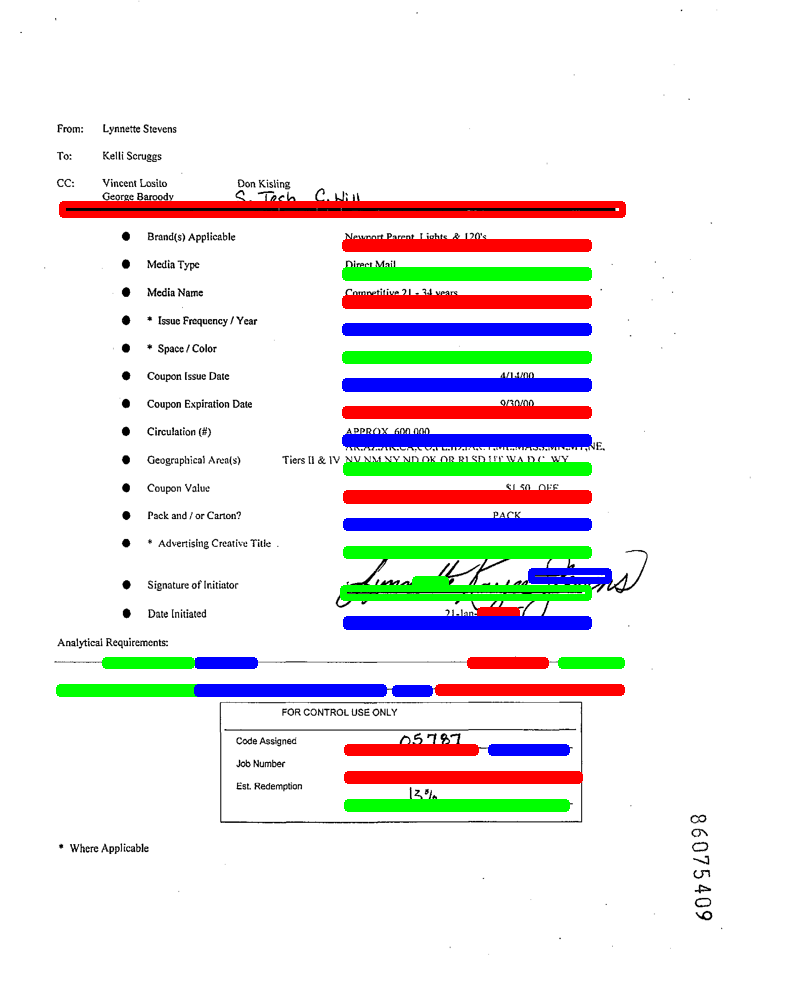 From: Lynnette Stevens
To: Kelli Scruggs
CC: Vincent Losito Don Kisling
George Baroody S. Tech C. Hill
● Brand(s) Applicable Newport Parent, Lights, & 120's
● Media Type Direct Mail
● Media Name Competitive 21 - 34 years
● * Issue Frequency / Year
● * Space / Color
● Coupon Issue Date 4/14/00
● Coupon Expiration Date 9/30/00
● Circulation (#) APPROX. 600,000
● Geographical Area(s) Tiers II & IV NV,NM,NY,ND,OK,OR,RI,SD,UT,WA,D.C.,WY
● Coupon Value $1.50 OFF
● Pack and / or Carton? PACK
● * Advertising Creative Title
● Signature of Initiator
● Date Initiated 21-Jan-
Analytical Requirements:
FOR CONTROL USE ONLY
Code Assigned 05787
Job Number
Est. Redemption 12%
* Where Applicable
86075409